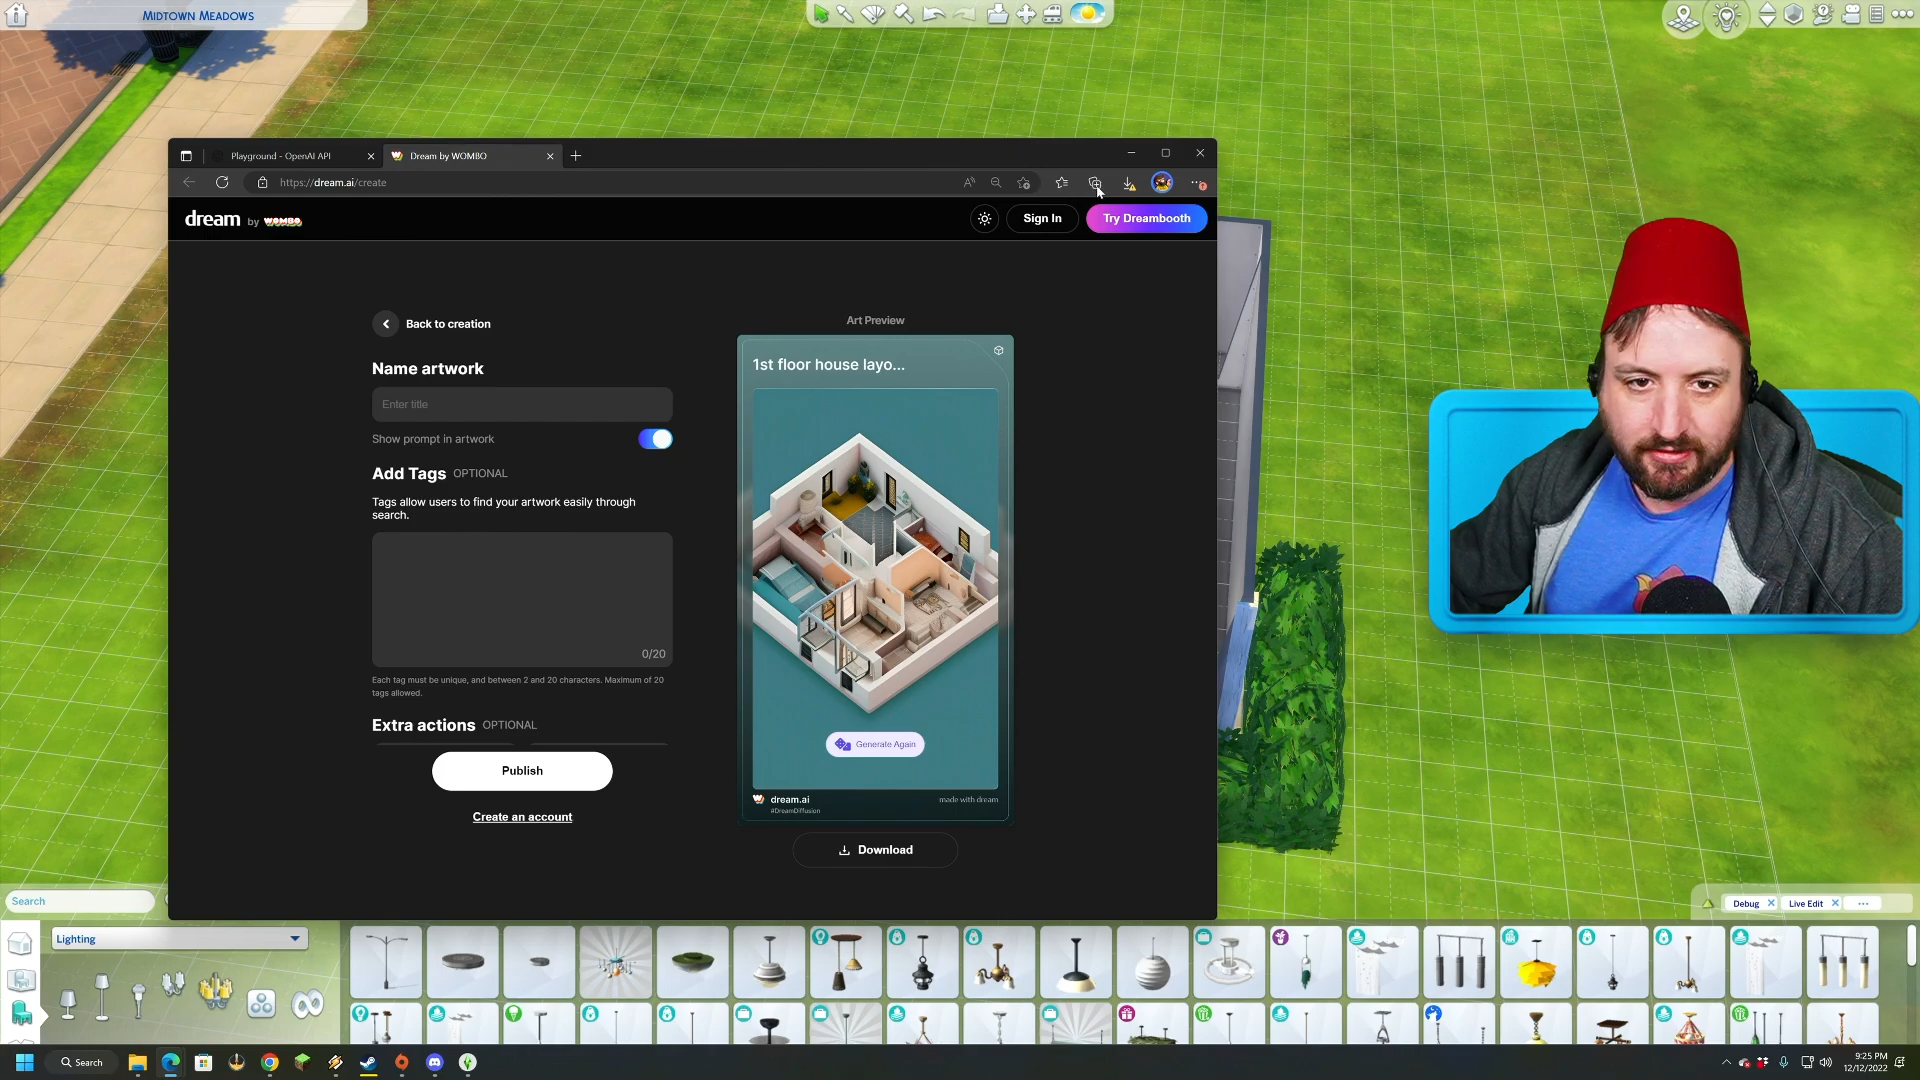 MIDTOWN MEADOWS
Playground - OpenAI API
Dream by WOMBO
https://dream.ai/create
dream by WOMBO
Sign In
Try Dreambooth
Back to creation
Name artwork
Enter title
Show prompt in artwork
Add Tags OPTIONAL
Tags allow users to find your artwork easily through
search.
0/20
Each tag must be unique, and between 2 and 20 characters. Maximum of 20
tags allowed.
Extra actions OPTIONAL
Publish
Create an account
Art Preview
1st floor house layo...
Generate Again
dream.ai
#DreamDiffusion
made with dream
Download
Search
Debug
Live Edit
Lighting
Search
9:25 PM
12/12/2022